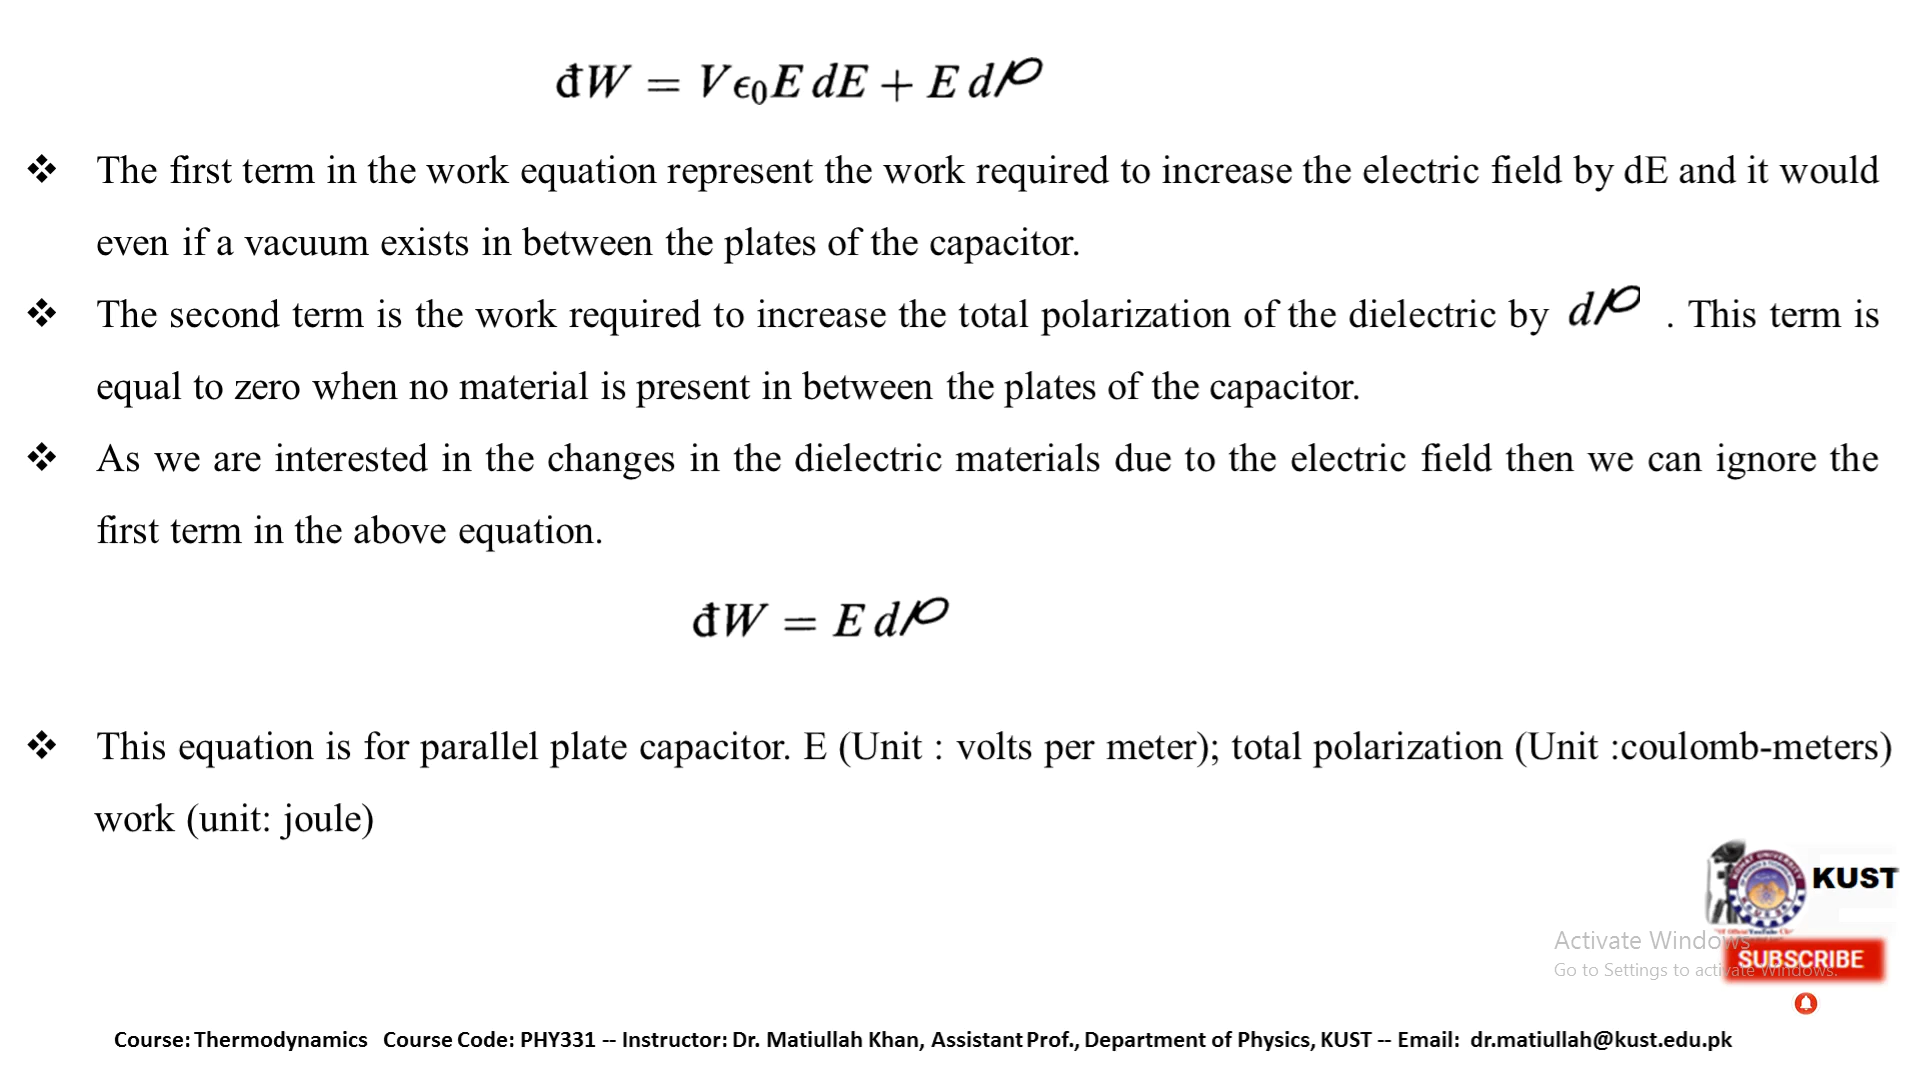 đW = Vϵ₀E dE + E d℘
❖ The first term in the work equation represent the work required to increase the electric field by dE and it would
even if a vacuum exists in between the plates of the capacitor.
❖ The second term is the work required to increase the total polarization of the dielectric by d℘ . This term is
equal to zero when no material is present in between the plates of the capacitor.
❖ As we are interested in the changes in the dielectric materials due to the electric field then we can ignore the
first term in the above equation.
đW = E d℘
❖ This equation is for parallel plate capacitor. E (Unit : volts per meter); total polarization (Unit :coulomb-meters)
work (unit: joule)
KUST
Activate Windows
SUBSCRIBE
Go to Settings to activate Windows.
Course: Thermodynamics Course Code: PHY331 -- Instructor: Dr. Matiullah Khan, Assistant Prof., Department of Physics, KUST -- Email: dr.matiullah@kust.edu.pk